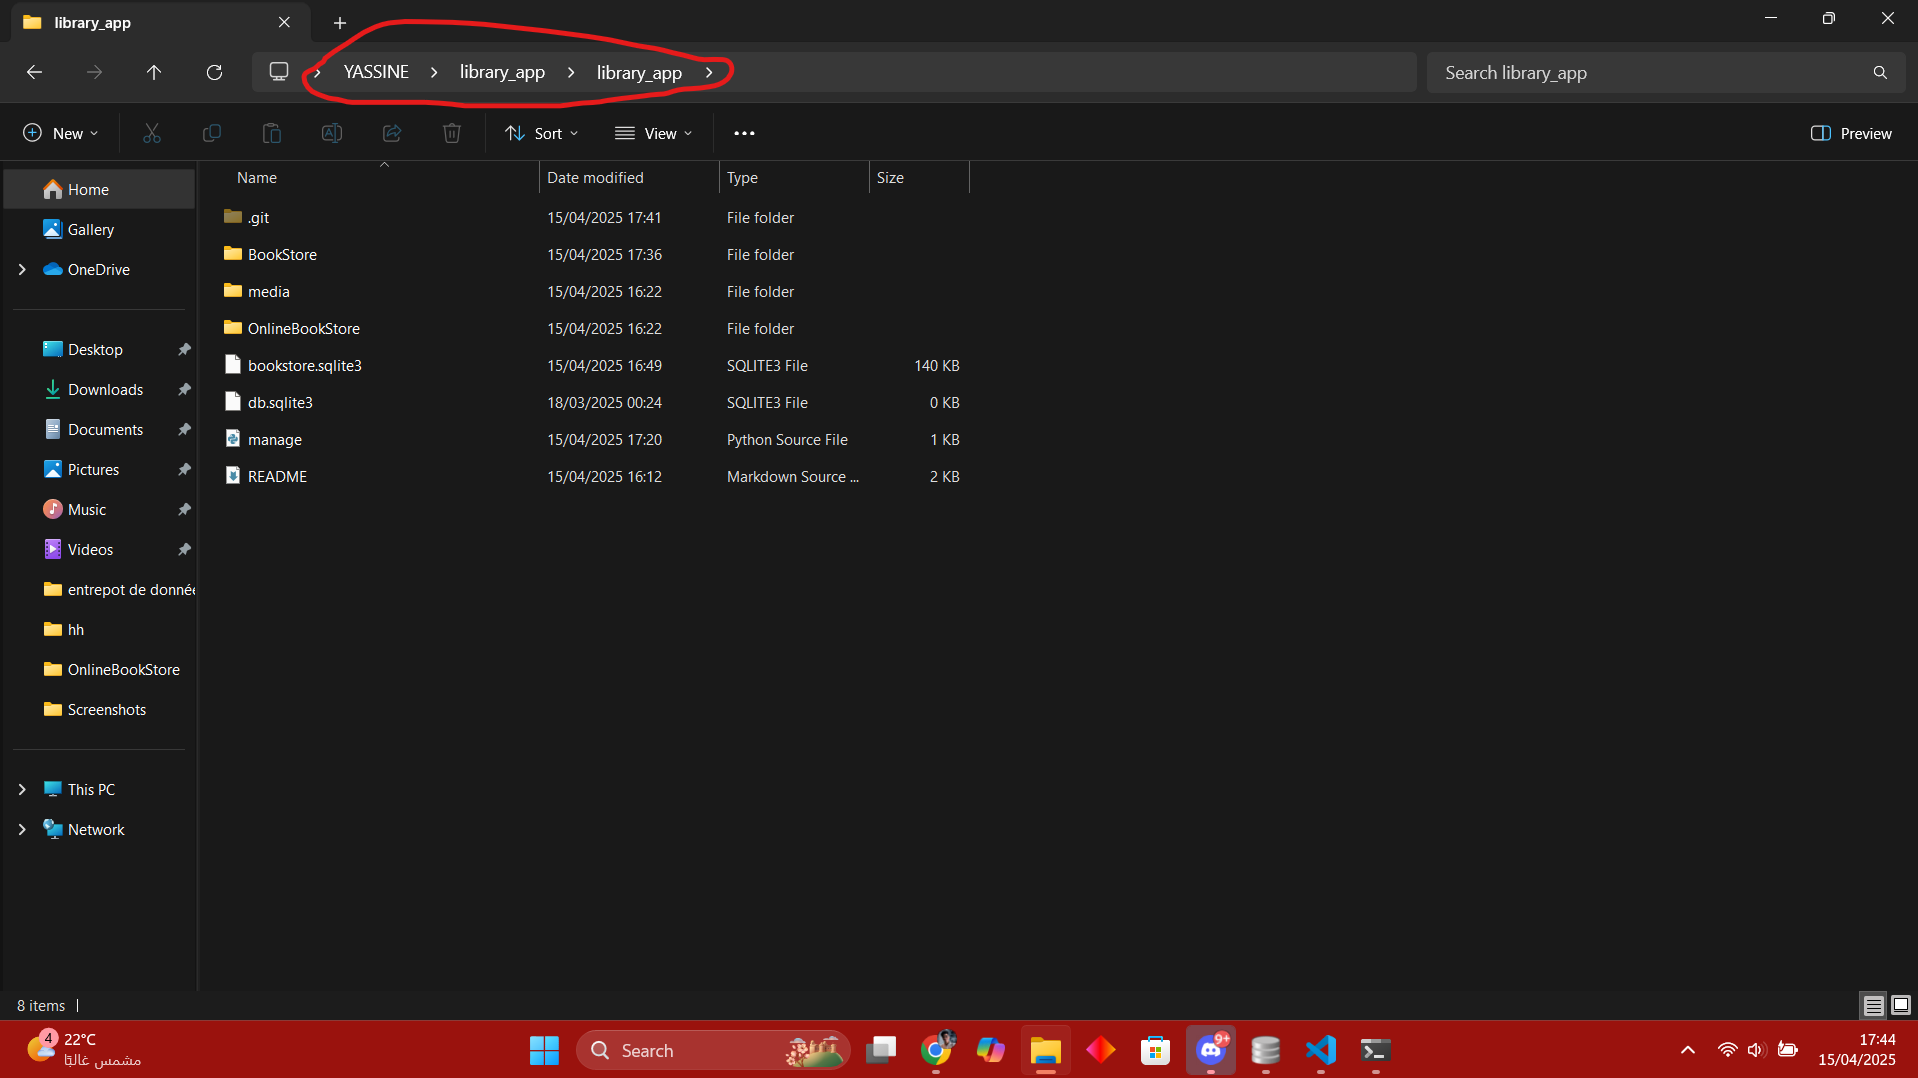 library_app
YASSINE > library_app > library_app >
Search library_app
New
Sort
View
Preview
Name Date modified Type Size
.git 15/04/2025 17:41 File folder
BookStore 15/04/2025 17:36 File folder
media 15/04/2025 16:22 File folder
OnlineBookStore 15/04/2025 16:22 File folder
bookstore.sqlite3 15/04/2025 16:49 SQLITE3 File 140 KB
db.sqlite3 18/03/2025 00:24 SQLITE3 File 0 KB
manage 15/04/2025 17:20 Python Source File 1 KB
README 15/04/2025 16:12 Markdown Source ... 2 KB
Home
Gallery
OneDrive
Desktop
Downloads
Documents
Pictures
Music
Videos
entrepot de donnée
hh
OnlineBookStore
Screenshots
This PC
Network
8 items
4
22°C
مشمس غالبًا
Search
9+
17:44
15/04/2025